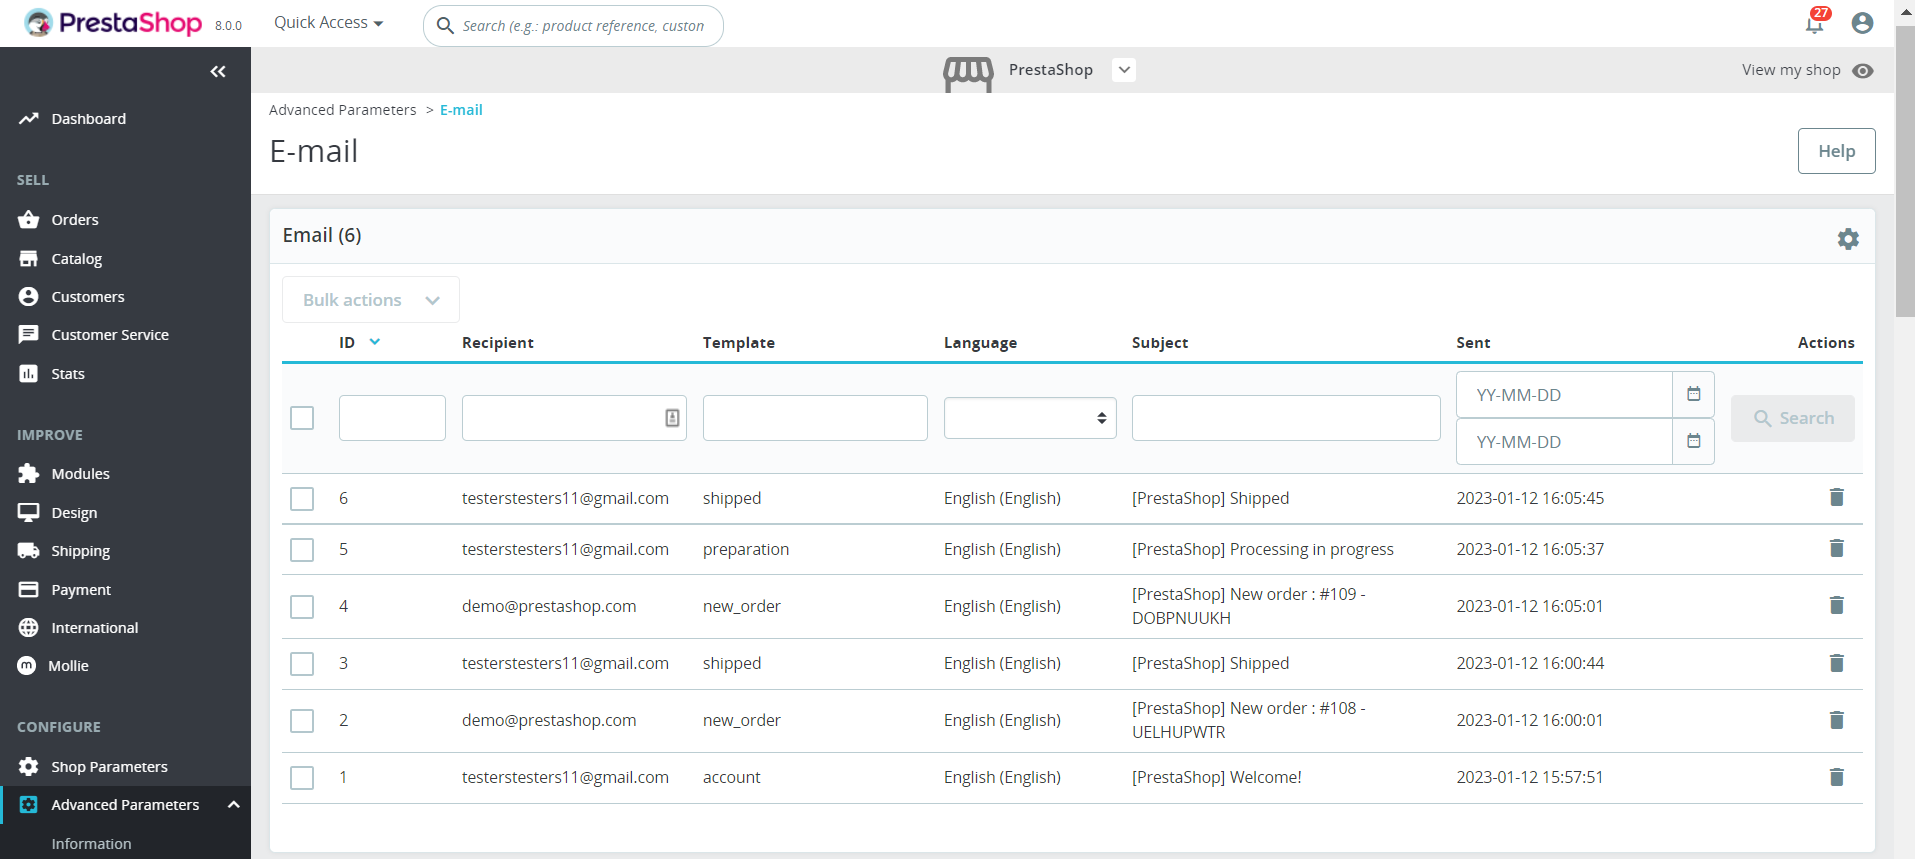 PrestaShop 8.0.0 Quick Access Search (e.g.: product reference, custon 27
PrestaShop View my shop
Advanced Parameters > E-mail
E-mail Help
Dashboard
SELL
Orders
Catalog
Customers
Customer Service
Stats
IMPROVE
Modules
Design
Shipping
Payment
International
m Mollie
CONFIGURE
Shop Parameters
Advanced Parameters
Information
Email (6)
Bulk actions
ID Recipient Template Language Subject Sent Actions
YY-MM-DD
YY-MM-DD
Search
6 testerstesters11@gmail.com shipped English (English) [PrestaShop] Shipped 2023-01-12 16:05:45
5 testerstesters11@gmail.com preparation English (English) [PrestaShop] Processing in progress 2023-01-12 16:05:37
4 demo@prestashop.com new_order English (English) [PrestaShop] New order : #109 - 2023-01-12 16:05:01
DOBPNUUKH
3 testerstesters11@gmail.com shipped English (English) [PrestaShop] Shipped 2023-01-12 16:00:44
2 demo@prestashop.com new_order English (English) [PrestaShop] New order : #108 - 2023-01-12 16:00:01
UELHUPWTR
1 testerstesters11@gmail.com account English (English) [PrestaShop] Welcome! 2023-01-12 15:57:51